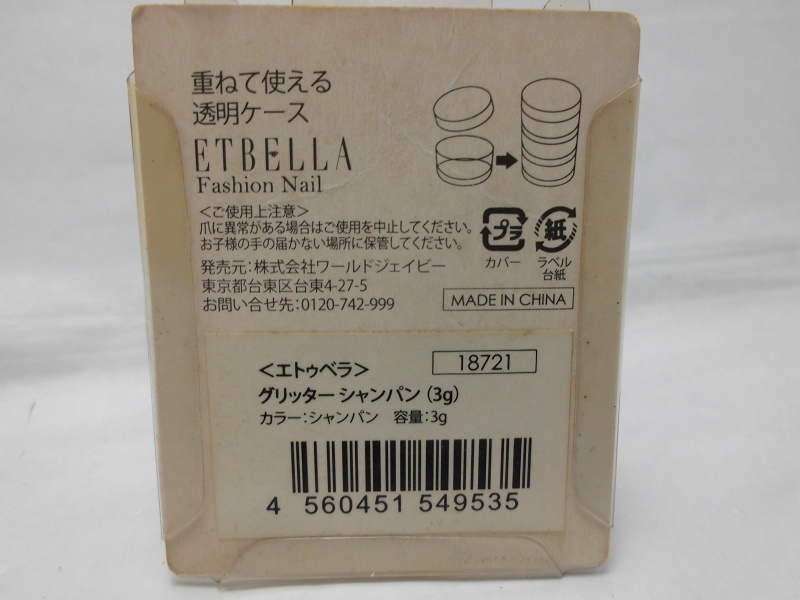 重ねて使える
透明ケース
ETBELLA
Fashion Nail
<ご使用上注意>
爪に異常がある場合はご使用を中止してください。
お子様の手の届かない場所に保管してください。
プラ
カバー
紙
ラベル
台紙
発売元:株式会社ワールドジェイビー
東京都台東区台東4-27-5
お問い合せ先:0120-742-999
MADE IN CHINA
<エトゥベラ>
18721
グリッター シャンパン (3g)
カラー:シャンパン 容量:3g
4 560451 549535